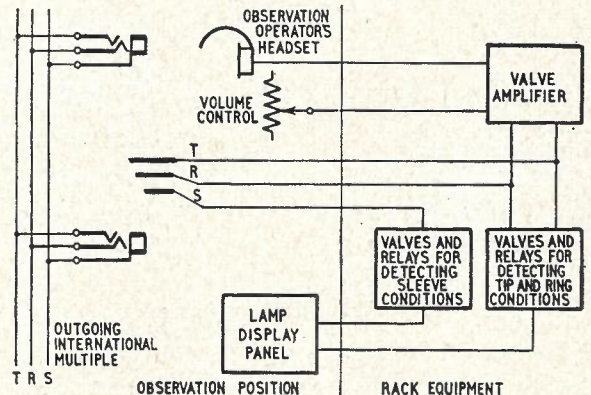 OBSERVATION
OPERATOR'S
HEADSET
VALVE
AMPLIFIER
VOLUME
CONTROL
T
R
S
VALVES AND
RELAYS FOR
DETECTING
SLEEVE
CONDITIONS
VALVES AND
RELAYS FOR
DETECTING
TIP AND RING
CONDITIONS
LAMP
DISPLAY
PANEL
OUTGOING
INTERNATIONAL
MULTIPLE
T R S
OBSERVATION POSITION
RACK EQUIPMENT